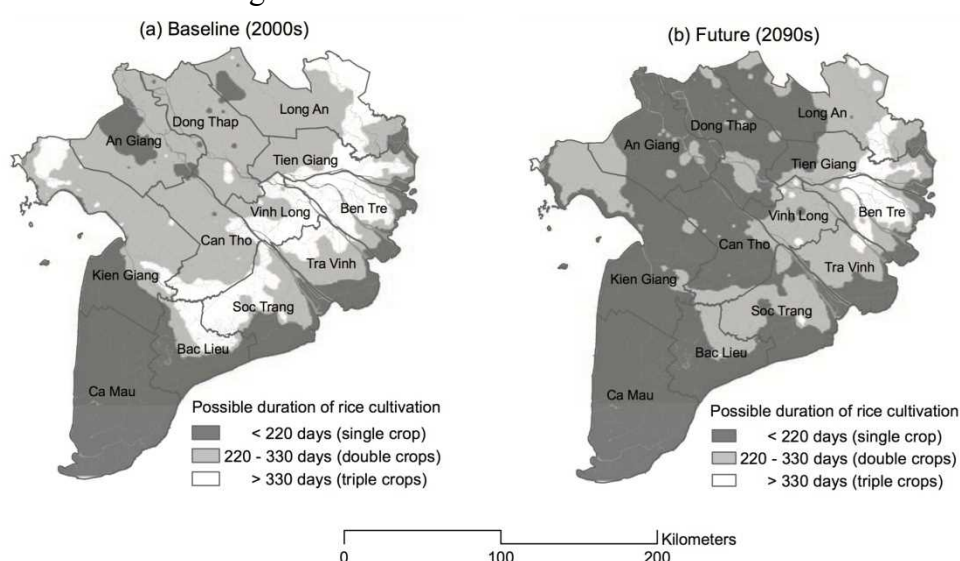 (a) Baseline (2000s)
Long An
Dong Thap
An Giang
Tien Giang
Ben Tre
Vinh Long
Can Tho
Tra Vinh
Kien Giang
Soc Trang
Bac Lieu
Ca Mau
Possible duration of rice cultivation
< 220 days (single crop)
220 - 330 days (double crops)
> 330 days (triple crops)
(b) Future (2090s)
Long An
Dong Thap
An Giang
Tien Giang
Ben Tre
Vinh Long
Can Tho
Tra Vinh
Kien Giang
Soc Trang
Bac Lieu
Ca Mau
Possible duration of rice cultivation
< 220 days (single crop)
220 - 330 days (double crops)
> 330 days (triple crops)
Kilometers
0 100 200